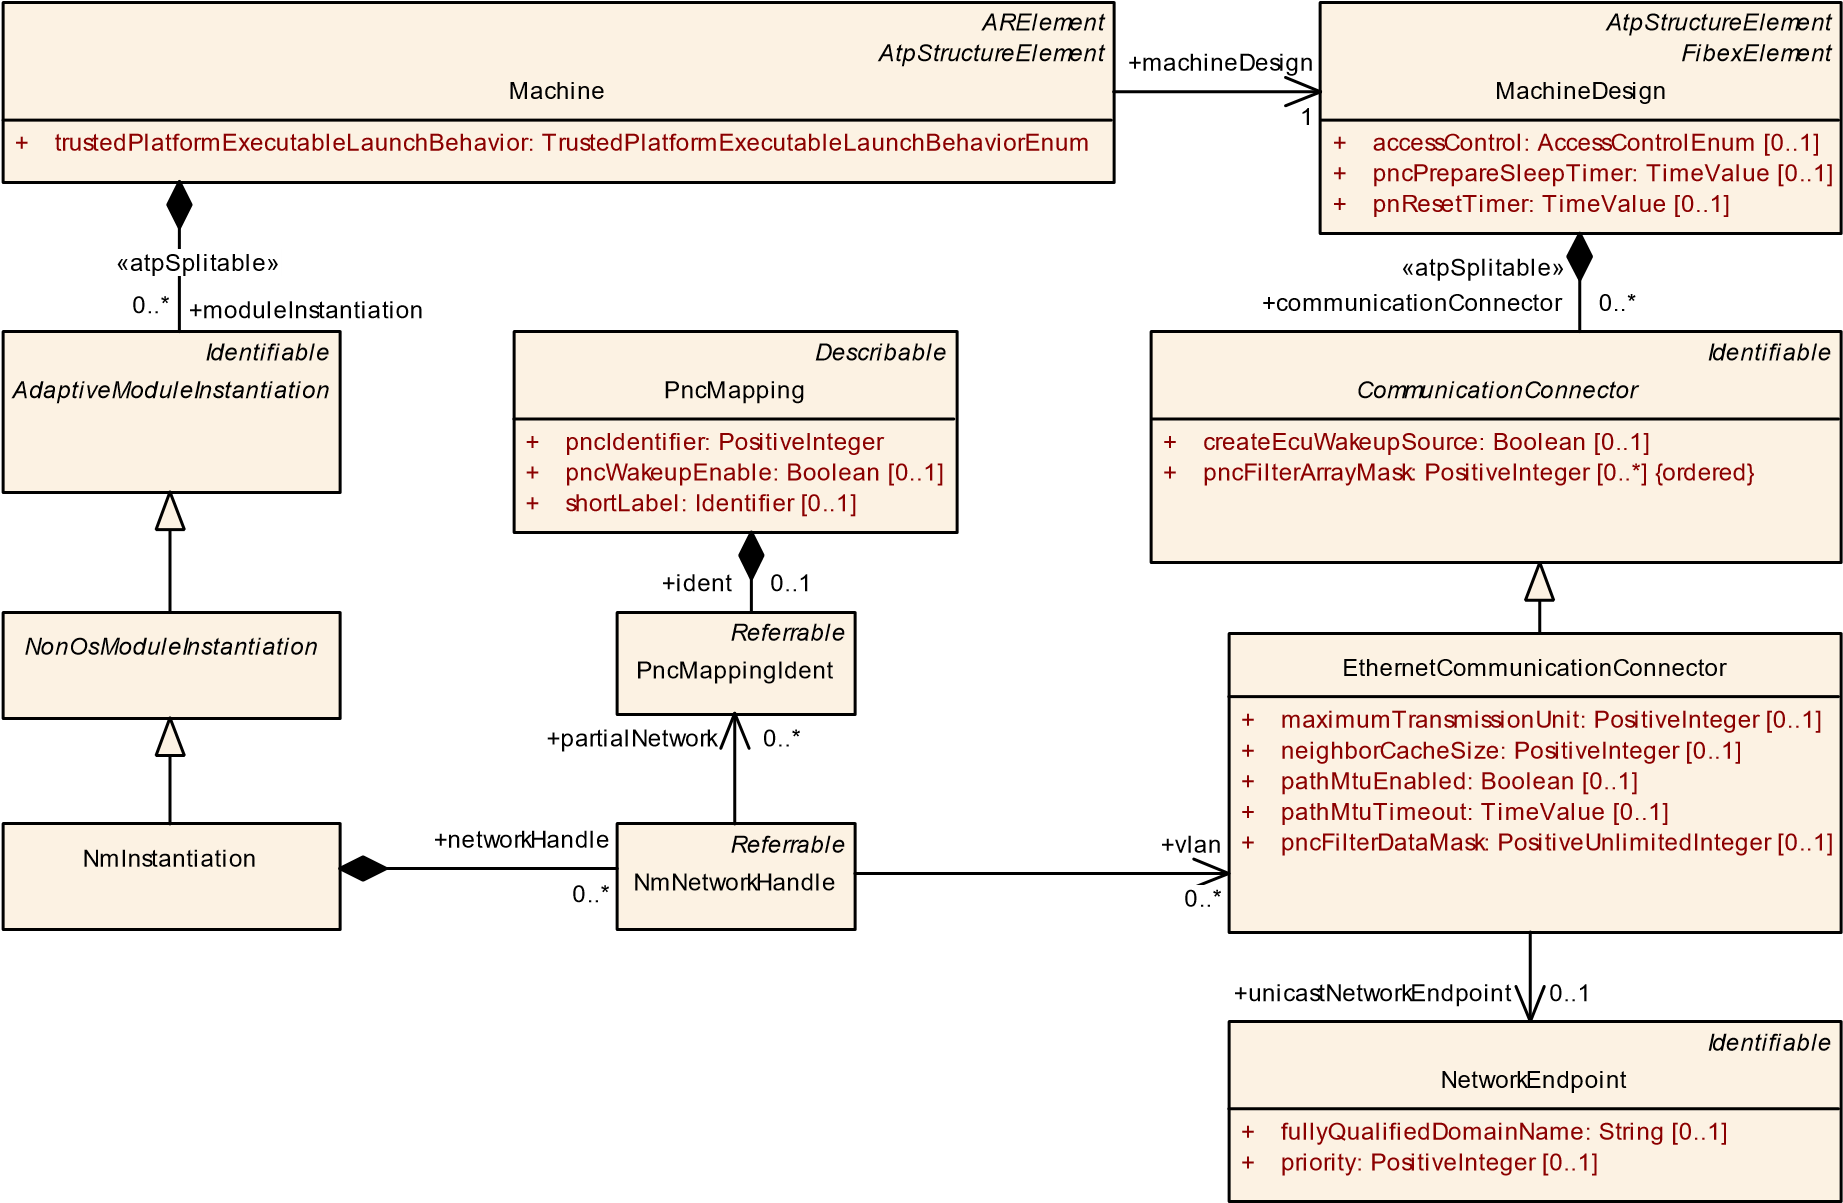 ARElement
AtpStructureElement
Machine
+ trustedPlatformExecutableLaunchBehavior: TrustedPlatformExecutableLaunchBehaviorEnum
+machineDesign
1
AtpStructureElement
FibexElement
MachineDesign
+ accessControl: AccessControlEnum [0..1]
+ pncPrepareSleepTimer: TimeValue [0..1]
+ pnResetTimer: TimeValue [0..1]
«atpSplitable»
0..*
+moduleInstantiation
«atpSplitable»
+communicationConnector
0..*
Identifiable
AdaptiveModuleInstantiation
Describable
PncMapping
+ pncIdentifier: PositiveInteger
+ pncWakeupEnable: Boolean [0..1]
+ shortLabel: Identifier [0..1]
Identifiable
CommunicationConnector
+ createEcuWakeupSource: Boolean [0..1]
+ pncFilterArrayMask: PositiveInteger [0..*] {ordered}
+ident
0..1
NonOsModuleInstantiation
Referrable
PncMappingIdent
+partialNetwork
0..*
EthernetCommunicationConnector
+ maximumTransmissionUnit: PositiveInteger [0..1]
+ neighborCacheSize: PositiveInteger [0..1]
+ pathMtuEnabled: Boolean [0..1]
+ pathMtuTimeout: TimeValue [0..1]
+ pncFilterDataMask: PositiveUnlimitedInteger [0..1]
NmInstantiation
+networkHandle
0..*
Referrable
NmNetworkHandle
+vlan
0..*
+unicastNetworkEndpoint
0..1
Identifiable
NetworkEndpoint
+ fullyQualifiedDomainName: String [0..1]
+ priority: PositiveInteger [0..1]